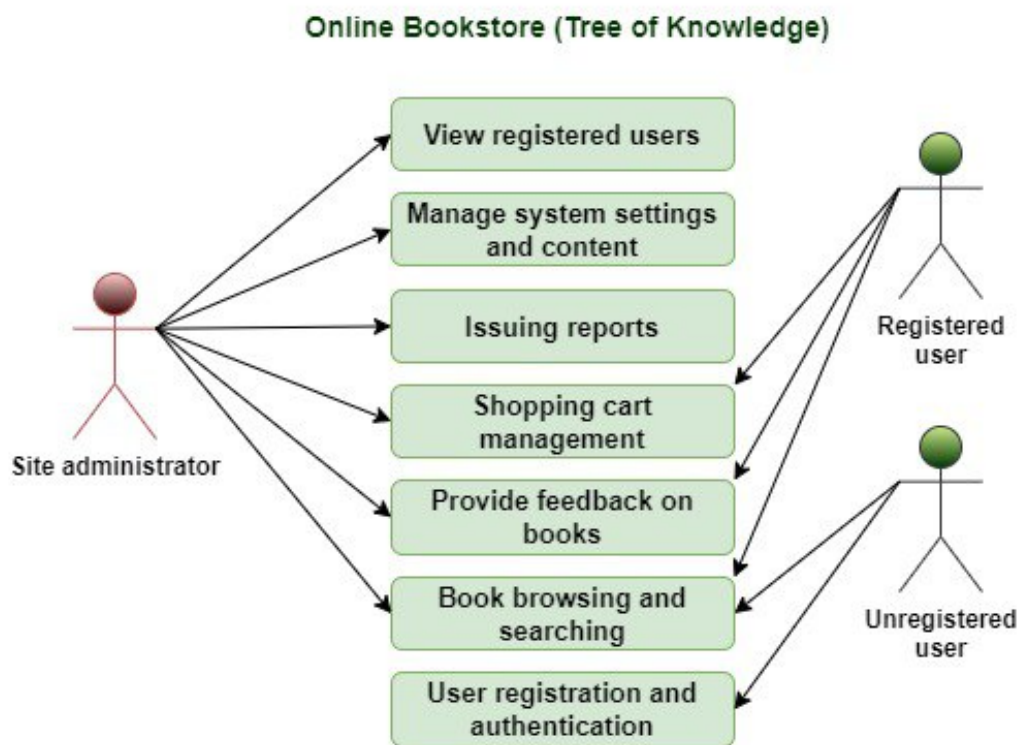 Online Bookstore (Tree of Knowledge)
View registered users
Manage system settings
and content
Issuing reports
Shopping cart
management
Provide feedback on
books
Book browsing and
searching
User registration and
authentication
Site administrator
Registered
user
Unregistered
user